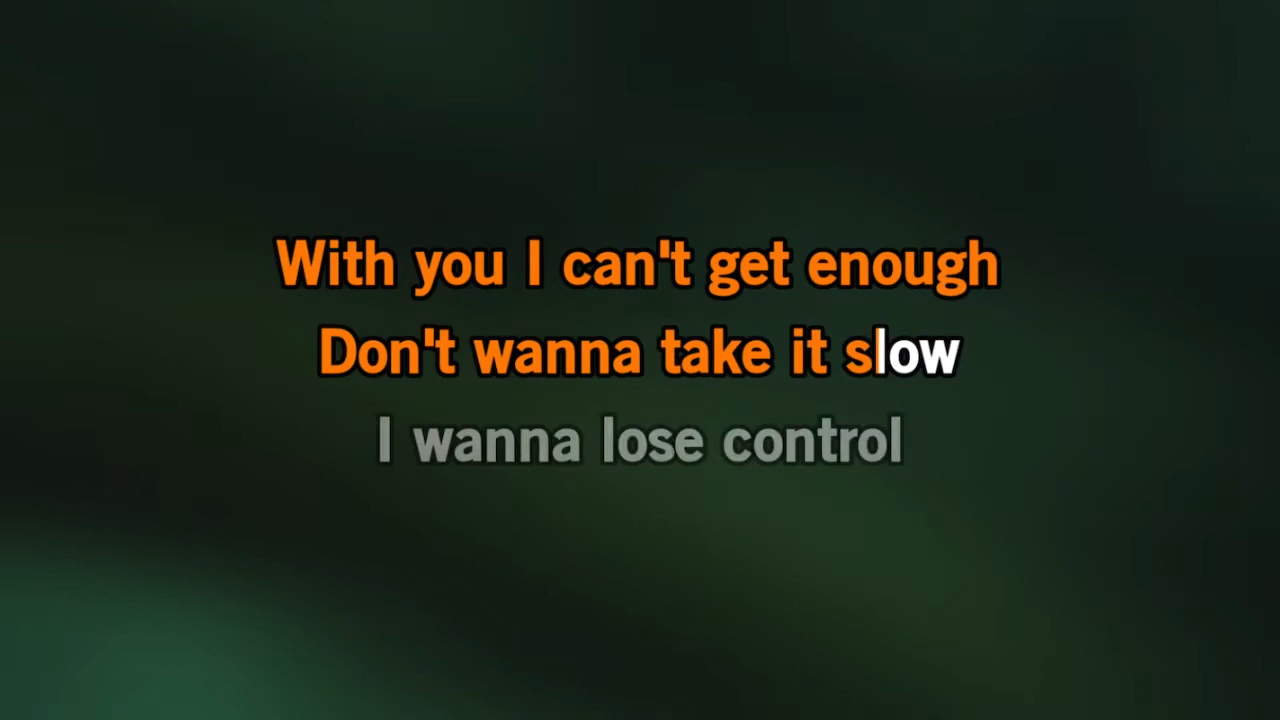 With you I can't get enough
Don't wanna take it slow
I wanna lose control